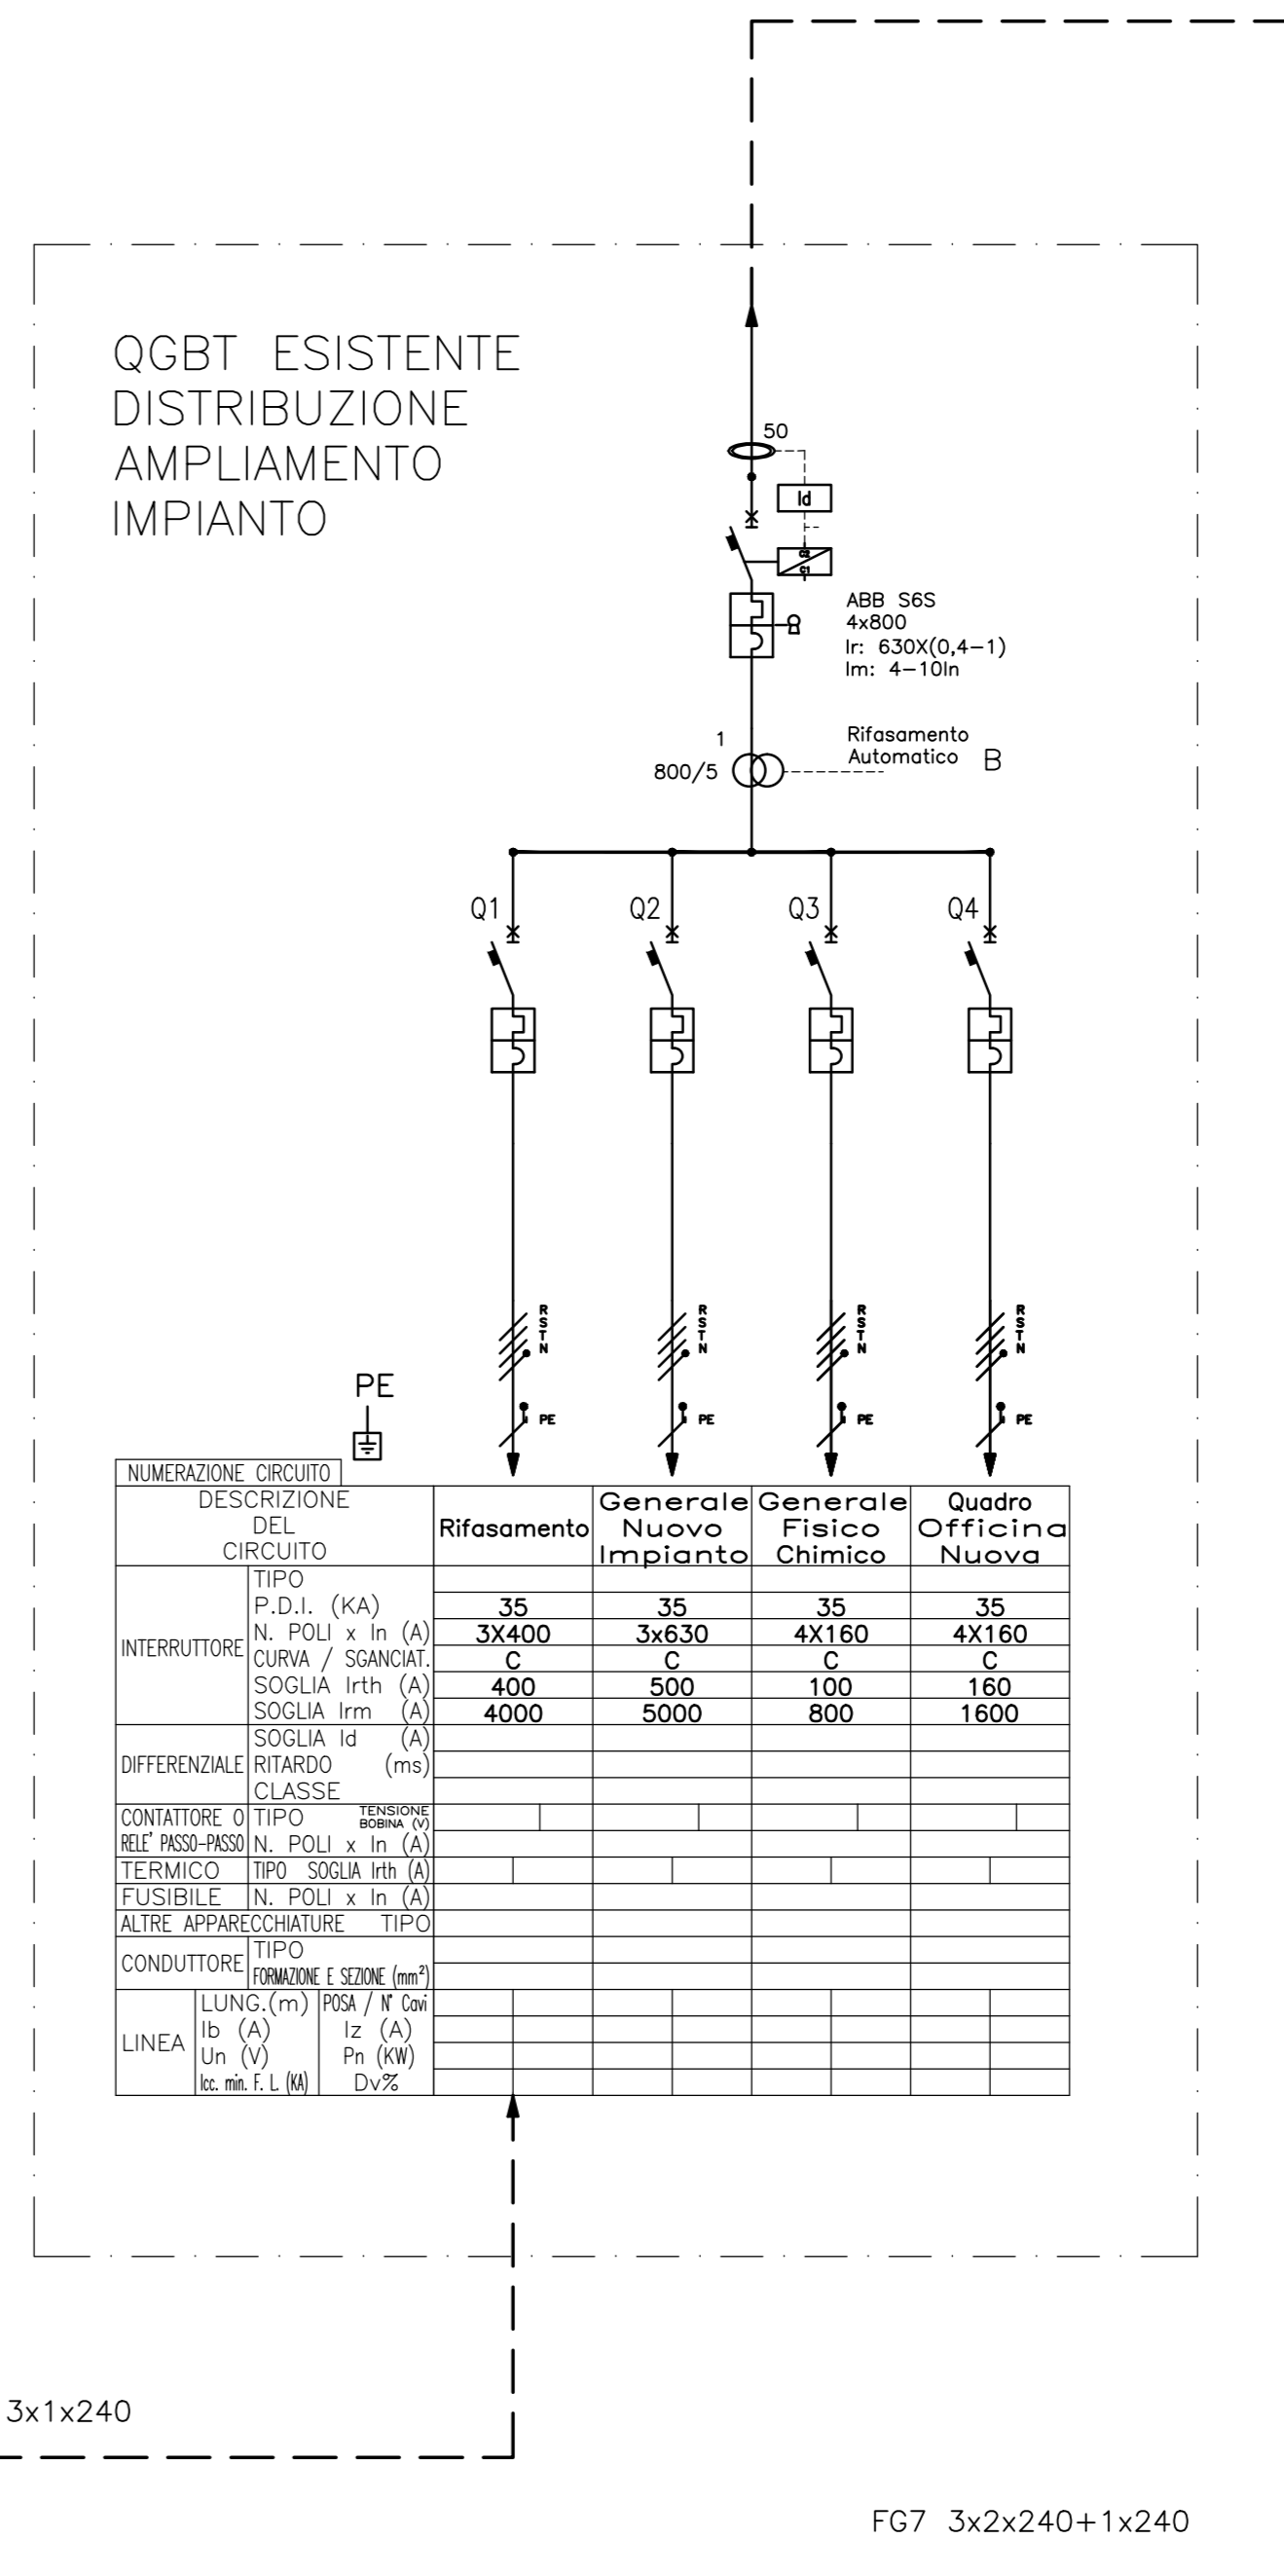 QGBT ESISTENTE
DISTRIBUZIONE
AMPLIAMENTO
IMPIANTO
50
Id
C2
C1
ABB S6S
4x800
Ir: 630X(0,4-1)
Im: 4-10In
1
800/5
Rifasamento
Automatico B
Q1 Q2 Q3 Q4
R R R R
S S S S
T T T T
N N N N
PE PE PE PE
PE
NUMERAZIONE CIRCUITO
DESCRIZIONE
DEL
CIRCUITO
Rifasamento
Generale
Nuovo
Impianto
Generale
Fisico
Chimico
Quadro
Officina
Nuova
INTERRUTTORE
TIPO
P.D.I. (KA) 35 35 35 35
N. POLI x In (A) 3X400 3x630 4X160 4X160
CURVA / SGANCIAT. C C C C
SOGLIA Irth (A) 400 500 100 160
SOGLIA Irm (A) 4000 5000 800 1600
DIFFERENZIALE
SOGLIA Id (A)
RITARDO (ms)
CLASSE
CONTATTORE O
RELE' PASSO-PASSO
TIPO
TENSIONE
BOBINA (V)
N. POLI x In (A)
TERMICO TIPO SOGLIA Irth (A)
FUSIBILE N. POLI x In (A)
ALTRE APPARECCHIATURE TIPO
CONDUTTORE
TIPO
FORMAZIONE E SEZIONE (mm²)
LINEA
LUNG.(m) POSA / N° Cavi
Ib (A) Iz (A)
Un (V) Pn (KW)
Icc. min. F. L. (KA) Dv%
3x1x240
FG7 3x2x240+1x240